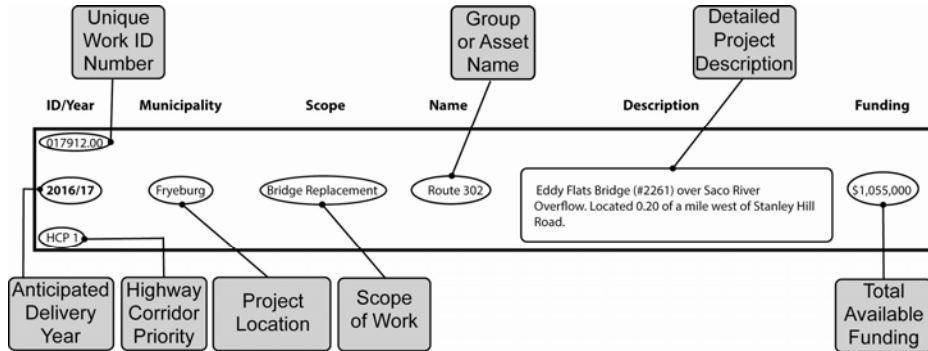 Unique
Work ID
Number
Group
or Asset
Name
Detailed
Project
Description
ID/Year Municipality Scope Name Description Funding
017912.00
2016/17 Fryeburg Bridge Replacement Route 302 $1,055,000
Eddy Flats Bridge (#2261) over Saco River
Overflow. Located 0.20 of a mile west of Stanley Hill
Road.
HCP 1
Anticipated
Delivery
Year
Highway
Corridor
Priority
Project
Location
Scope
of Work
Total
Available
Funding